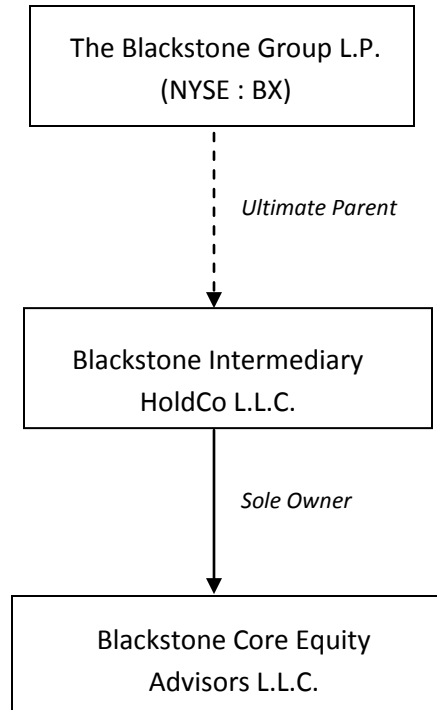 The Blackstone Group L.P.
(NYSE : BX)
Ultimate Parent
Blackstone Intermediary
HoldCo L.L.C.
Sole Owner
Blackstone Core Equity
Advisors L.L.C.